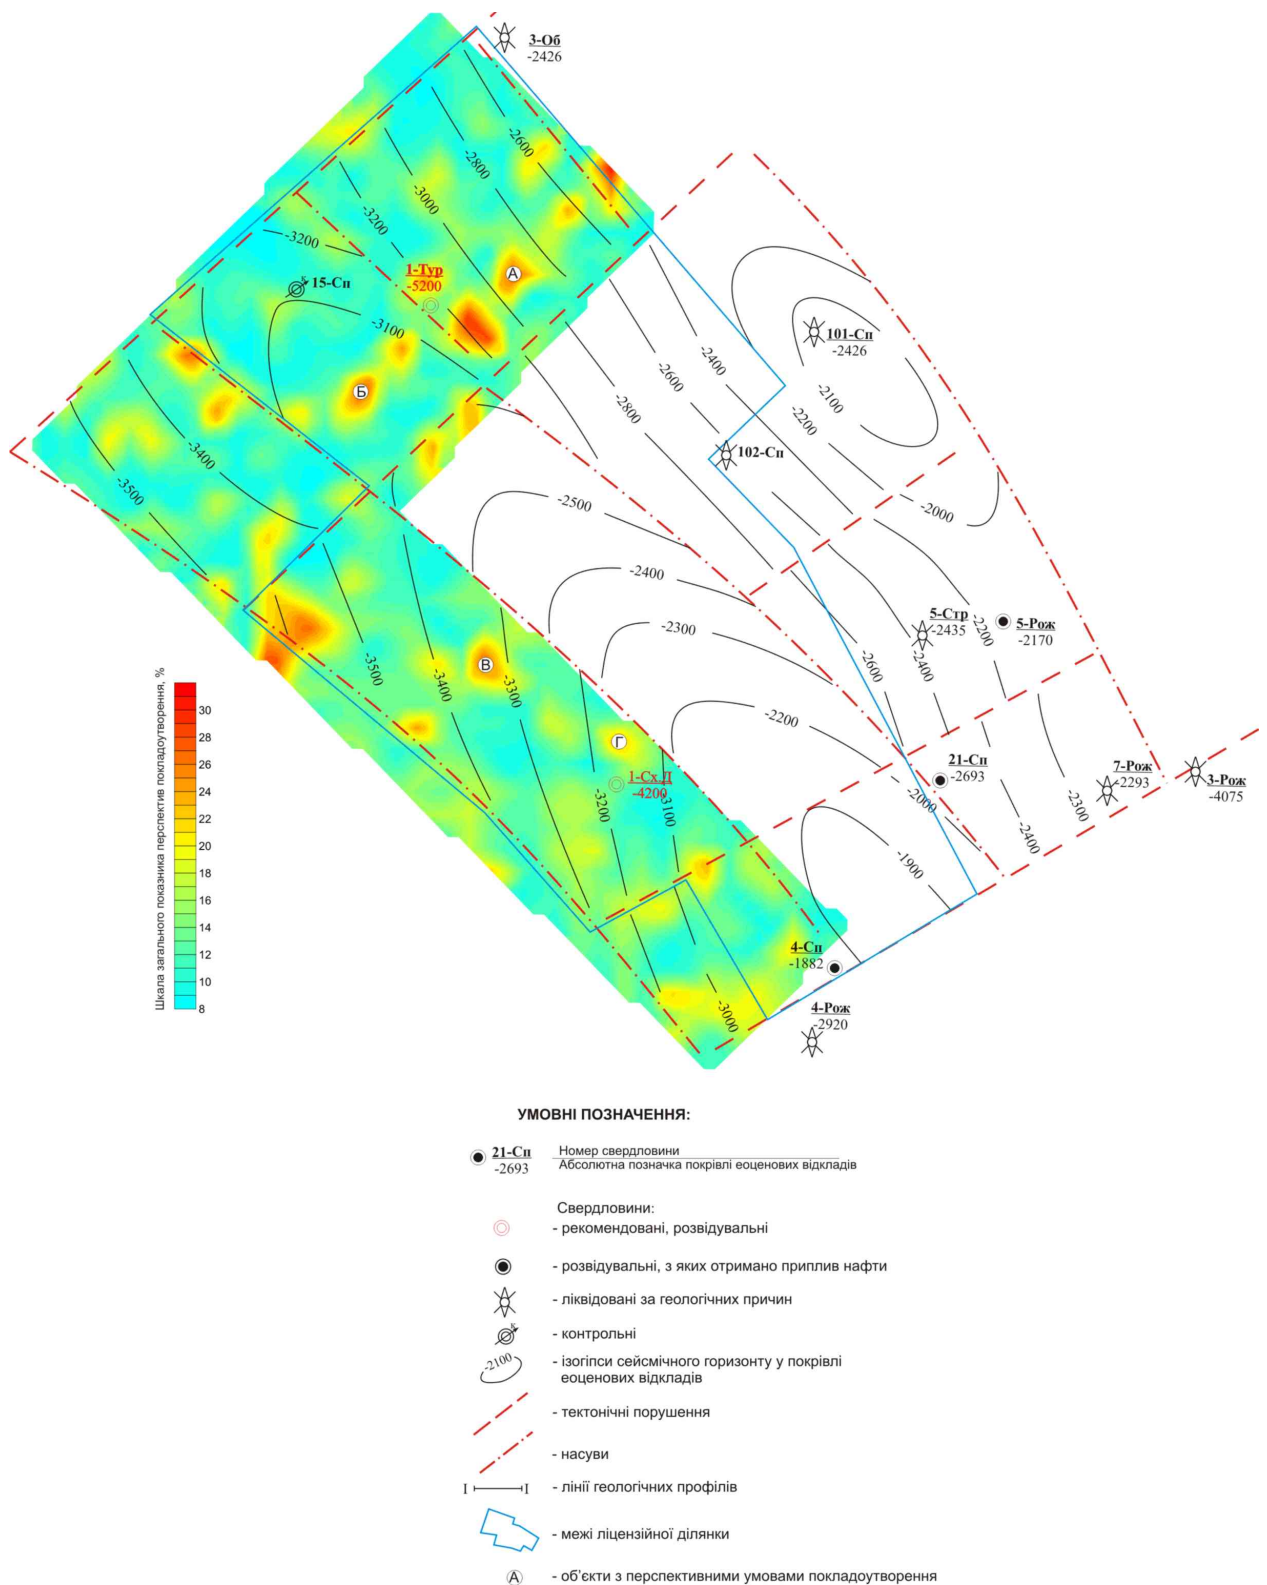 3-Об
-2426
-2600
-2800
-3000
-3200
-3200
1-Тур
-5200
А
15-Сп
-3100
101-Сп
-2426
-2400
-2600
-2100
Б
-2800
-2200
102-Сп
-3400
-3500
-2500
-2000
-2400
5-Стр
-2435
5-Рож
-2170
-2300
-2200
-3500
В
-3400
-3300
-2600
-2400
-2200
Г
21-Сп
-2693
7-Рож
-2293
3-Рож
-4075
1-Сх.Д
-4200
-3200
-3100
-2000
-2300
-2400
-1900
4-Сп
-1882
-3000
4-Рож
-2920
Шкала загального показника перспектив покладоутворення, %
30
28
26
24
22
20
18
16
14
12
10
8
УМОВНІ ПОЗНАЧЕННЯ:
21-Сп
-2693
Номер свердловини
Абсолютна позначка покрівлі еоценових відкладів
Свердловини:
- рекомендовані, розвідувальні
- розвідувальні, з яких отримано приплив нафти
- ліквідовані за геологічних причин
К
- контрольні
-2100
- ізогіпси сейсмічного горизонту у покрівлі
еоценових відкладів
- тектонічні порушення
- насуви
I I - лінії геологічних профілів
- межі ліцензійної ділянки
А - об'єкти з перспективними умовами покладоутворення